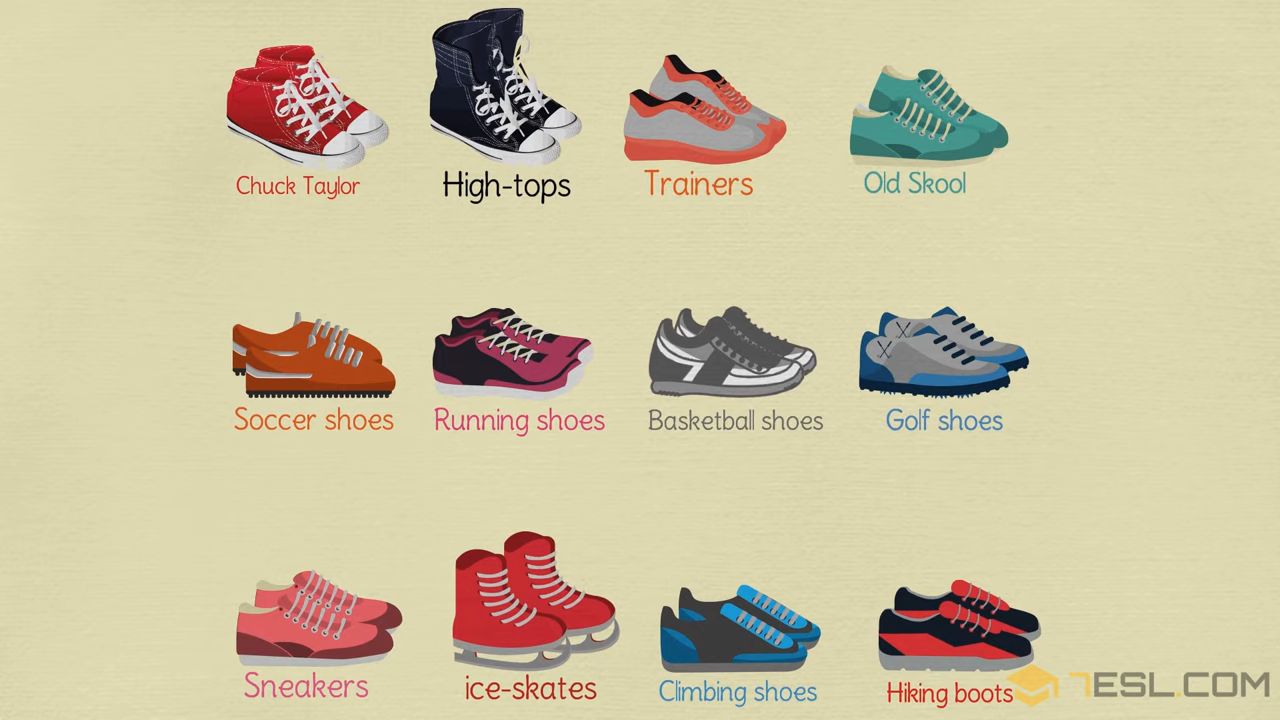 Chuck Taylor
High-tops
Trainers
Old Skool
Soccer shoes
Running shoes
Basketball shoes
Golf shoes
Sneakers
ice-skates
Climbing shoes
Hiking boots
7ESL.COM